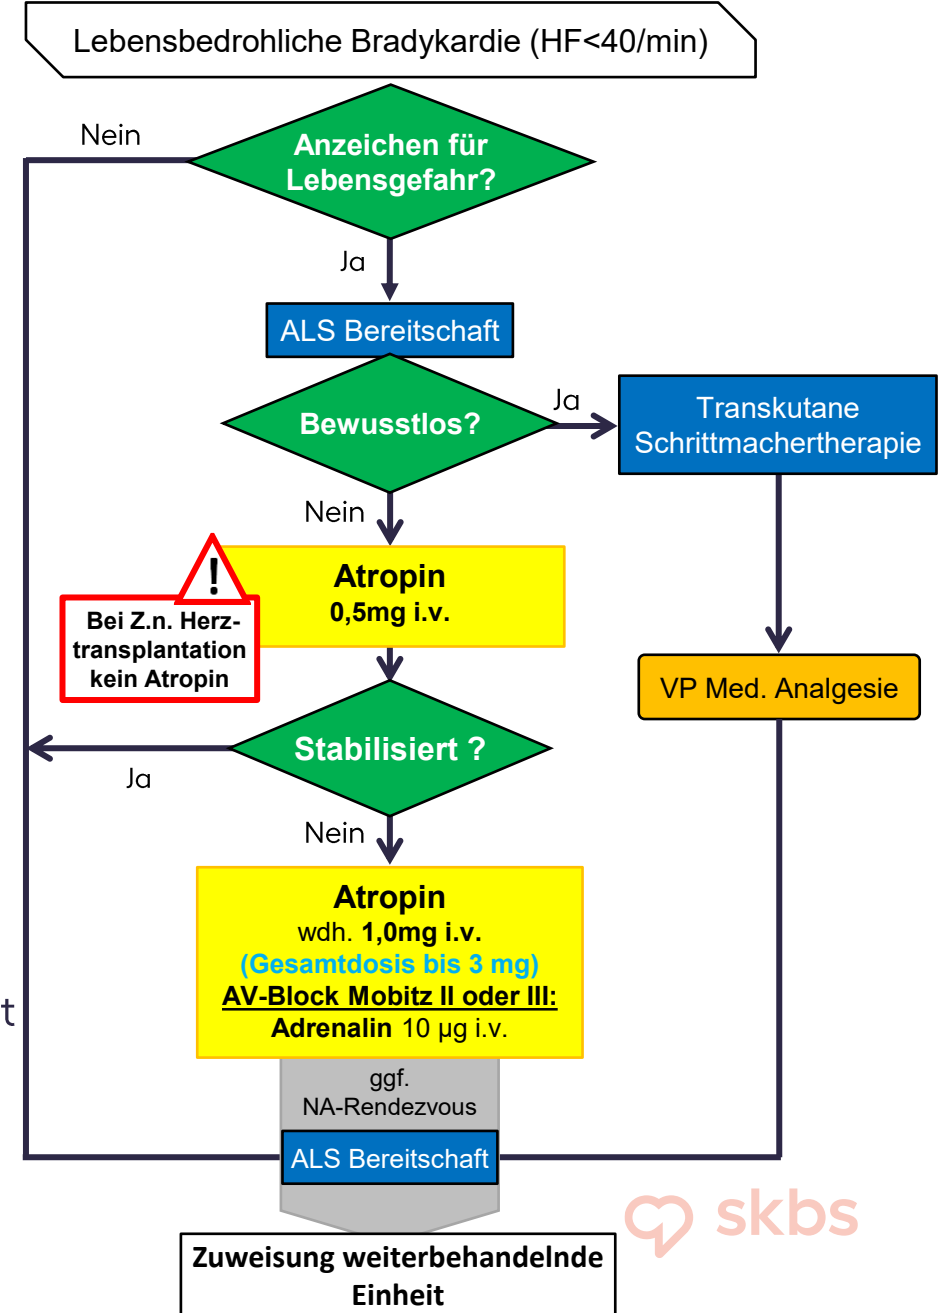 Lebensbedrohliche Bradykardie (HF<40/min)
Nein
Anzeichen für
Lebensgefahr?
Ja
ALS Bereitschaft
Bewusstlos?
Ja
Transkutane
Schrittmachertherapie
Nein
Atropin
0,5mg i.v.
!
Bei Z.n. Herz-
transplantation
kein Atropin
VP Med. Analgesie
Stabilisiert ?
Ja
Nein
Atropin
wdh. 1,0mg i.v.
(Gesamtdosis bis 3 mg)
AV-Block Mobitz II oder III:
Adrenalin 10 µg i.v.
t
ggf.
NA-Rendezvous
ALS Bereitschaft
skbs
Zuweisung weiterbehandelnde
Einheit